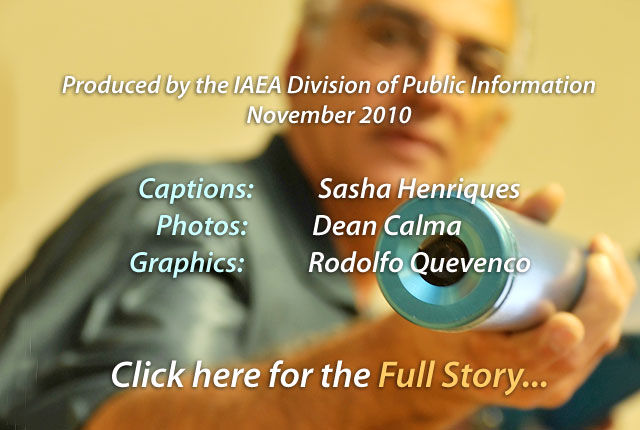 Produced by the IAEA Division of Public Information
November 2010
Captions: Sasha Henriques
Photos: Dean Calma
Graphics: Rodolfo Quevenco
Click here for the Full Story...